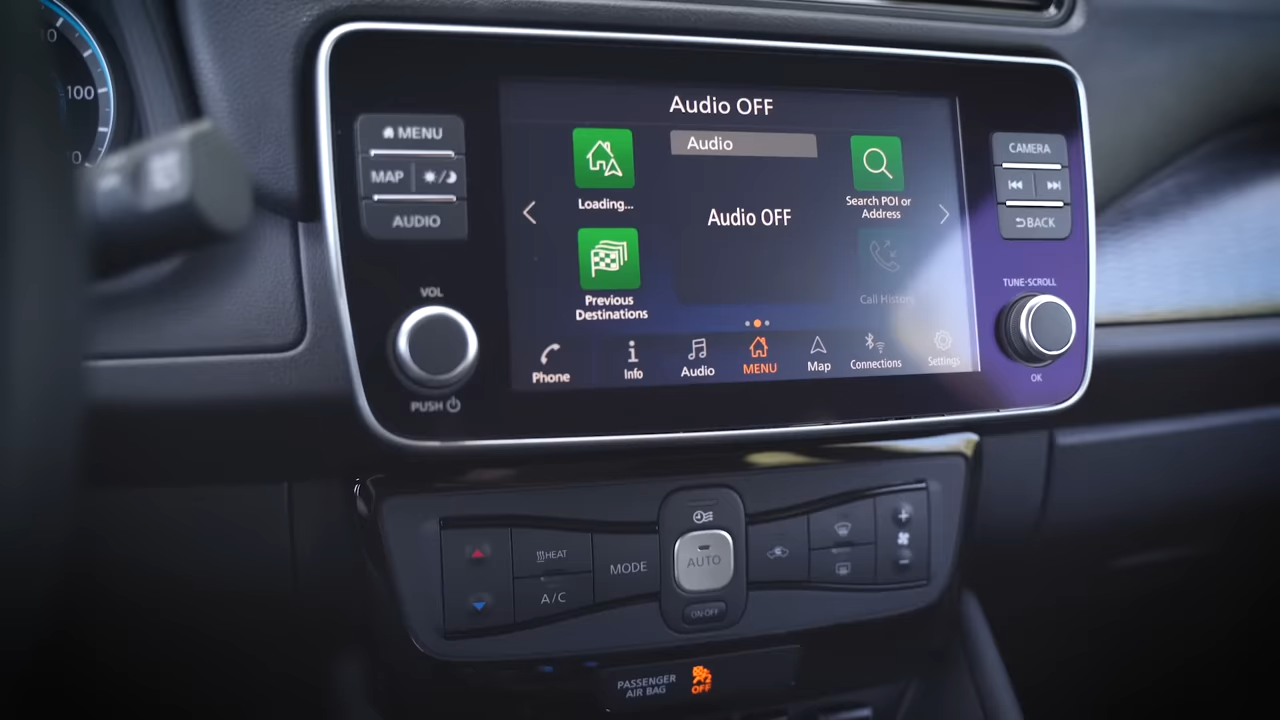 100
MENU
MAP
AUDIO
VOL
PUSH
Audio OFF
Audio
Loading...
Audio OFF
Search POI or
Address
Previous
Destinations
Call History
Phone
Info
Audio
MENU
Map
Connections
Settings
CAMERA
BACK
TUNE·SCROLL
OK
HEAT
A/C
MODE
AUTO
ON·OFF
PASSENGER
AIR BAG
2
OFF